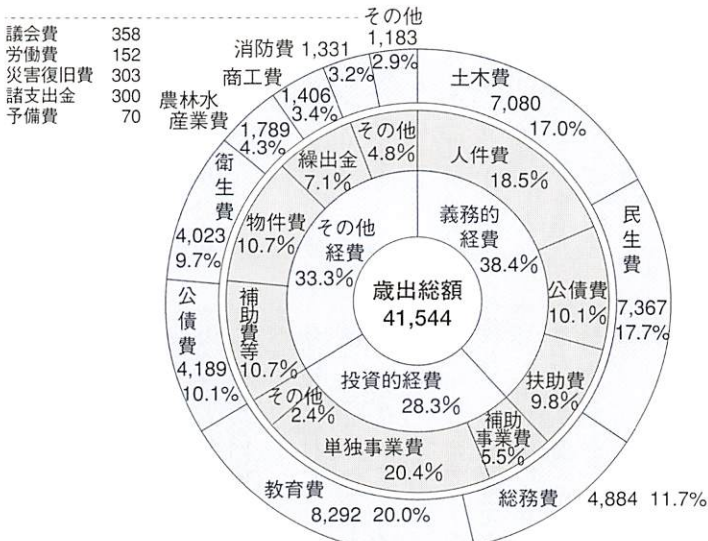 議会費 358
労働費 152
災害復旧費 303
諸支出金 300
予備費 70
その他
1,183
2.9%
消防費 1,331
3.2%
商工費
1,406
3.4%
農林水
産業費
1,789
4.3%
衛生費
4,023
9.7%
公債費
4,189
10.1%
教育費
8,292 20.0%
総務費 4,884 11.7%
民生費
7,367
17.7%
土木費
7,080
17.0%
人件費
18.5%
公債費
10.1%
扶助費
9.8%
補助
事業費
5.5%
単独事業費
20.4%
その他
2.4%
補助費等
10.7%
物件費
10.7%
繰出金
7.1%
その他
4.8%
義務的
経費
38.4%
投資的経費
28.3%
その他
経費
33.3%
歳出総額
41,544